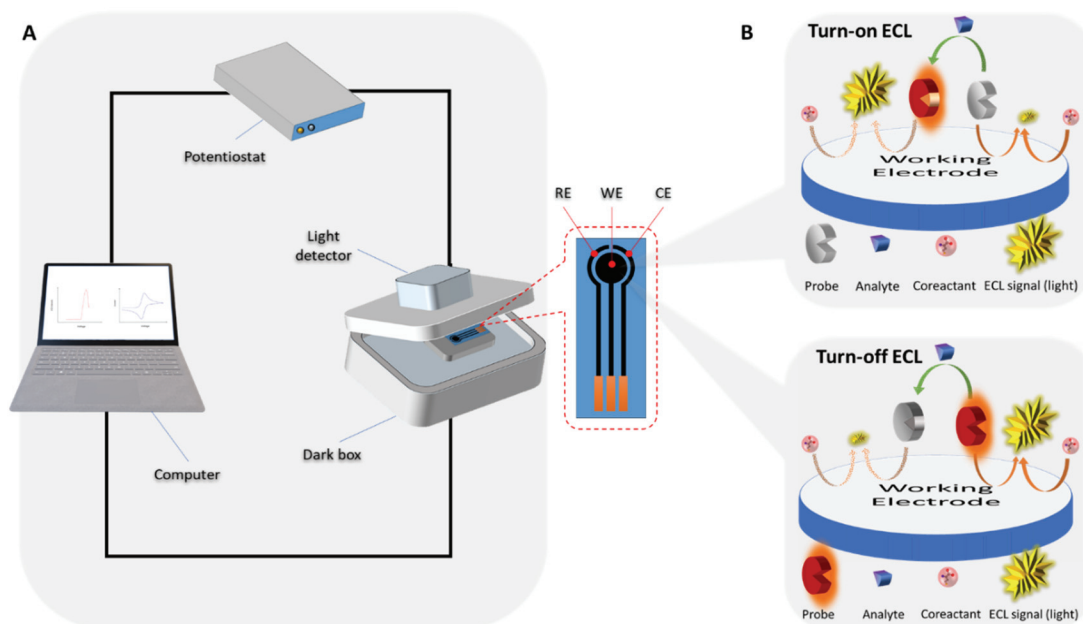 A
Potentiostat
Light
detector
Computer
Dark box
RE
WE
CE
B
Turn-on ECL
Working
Electrode
Probe
Analyte
Coreactant
ECL signal (light)
Turn-off ECL
Working
Electrode
Probe
Analyte
Coreactant
ECL signal (light)